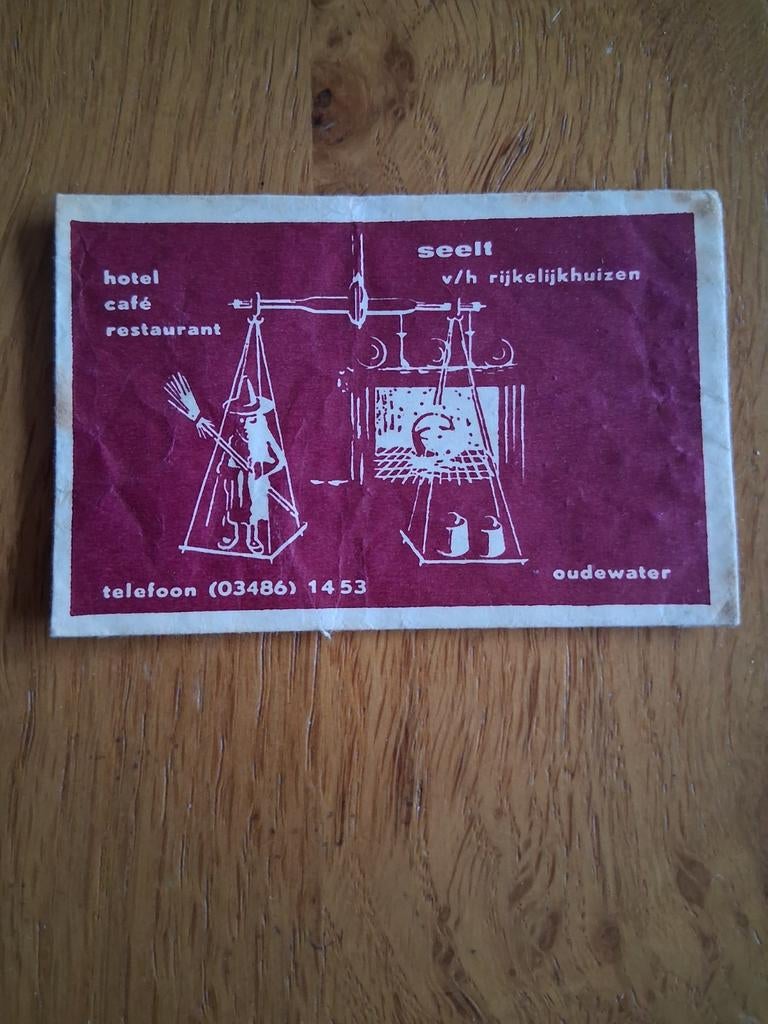 seelt
v/h rijkelijkhuizen
hotel
café
restaurant
oudewater
telefoon (03486) 1453